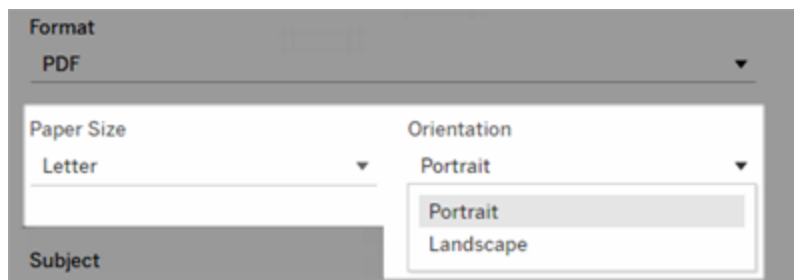 Format
PDF
Paper Size
Orientation
Letter
Portrait
Portrait
Landscape
Subject